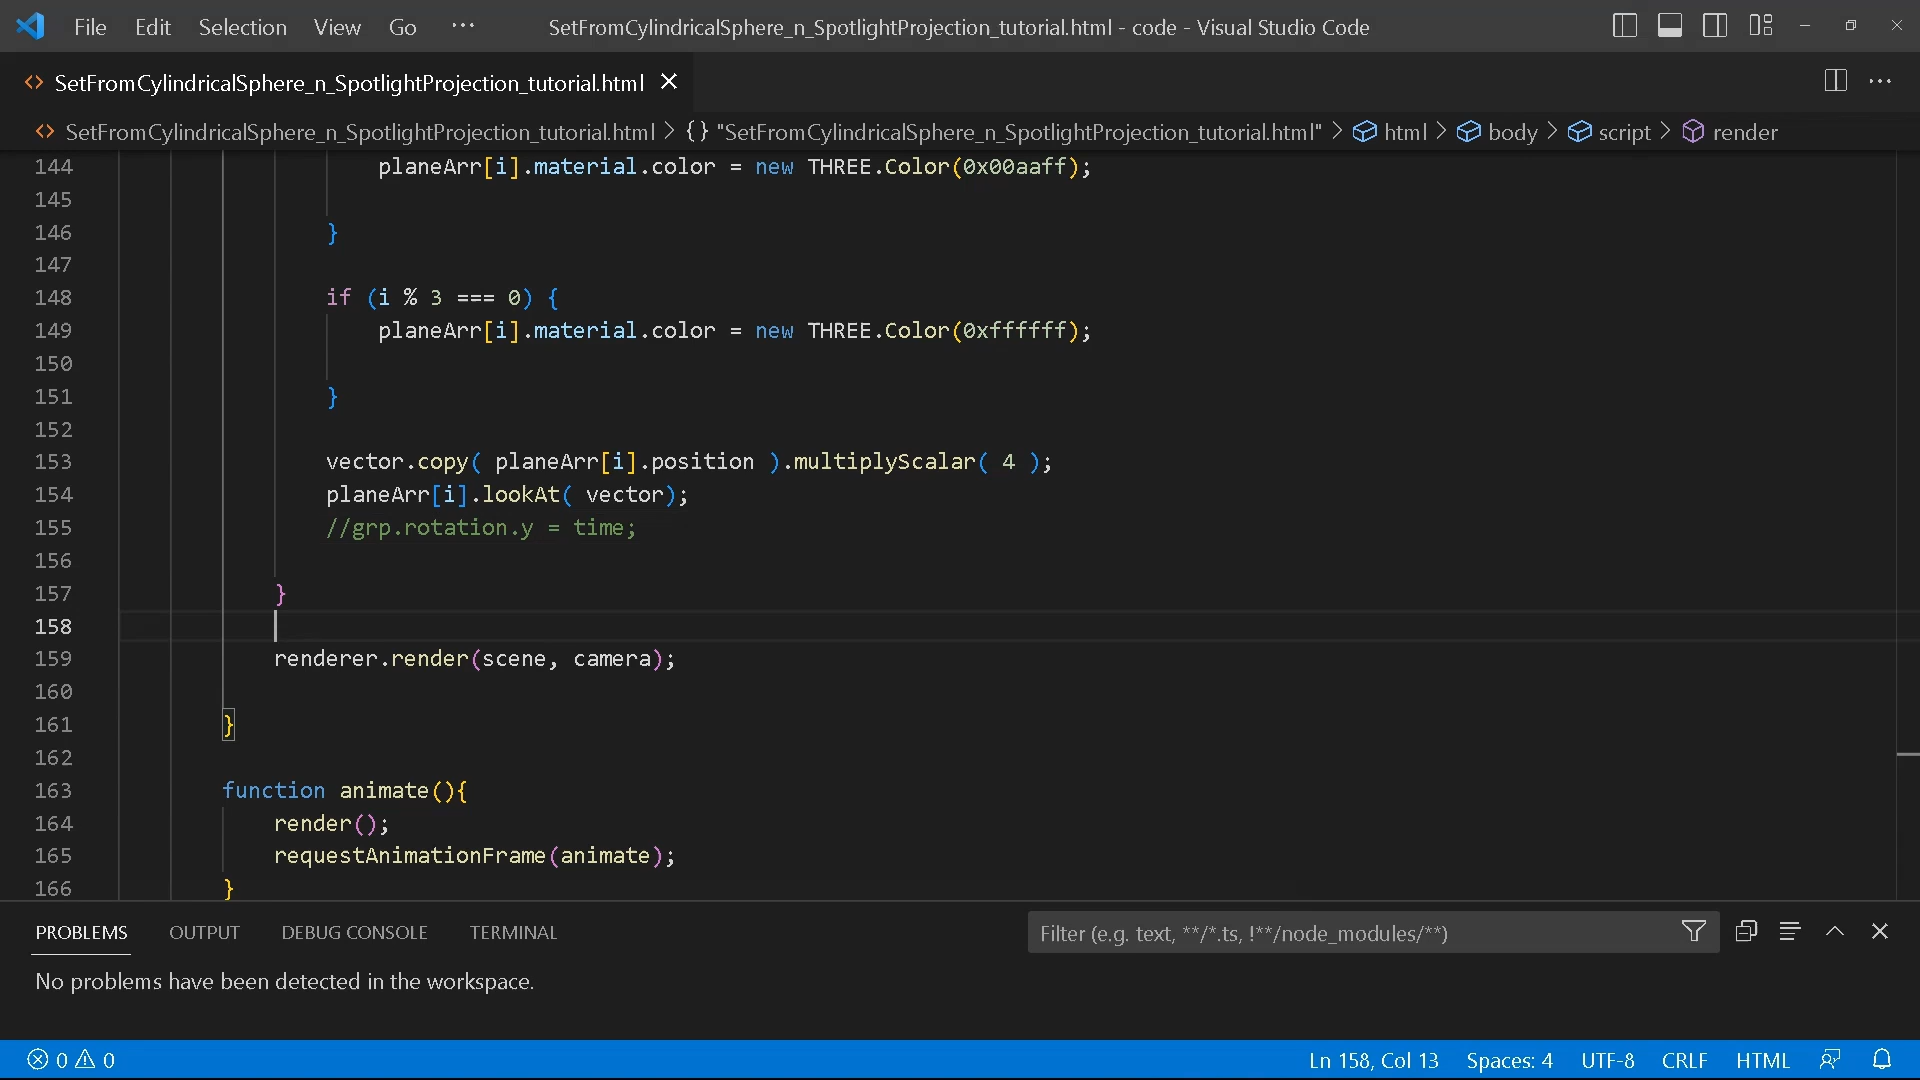 File Edit Selection View Go ··· SetFromCylindricalSphere_n_SpotlightProjection_tutorial.html - code - Visual Studio Code
SetFromCylindricalSphere_n_SpotlightProjection_tutorial.html
SetFromCylindricalSphere_n_SpotlightProjection_tutorial.html > {} "SetFromCylindricalSphere_n_SpotlightProjection_tutorial.html" > html > body > script > render
144 planeArr[i].material.color = new THREE.Color(0x00aaff);
145
146 }
147
148 if (i % 3 === 0) {
149 planeArr[i].material.color = new THREE.Color(0xffffff);
150
151 }
152
153 vector.copy( planeArr[i].position ).multiplyScalar( 4 );
154 planeArr[i].lookAt( vector);
155 //grp.rotation.y = time;
156
157 }
158
159 renderer.render(scene, camera);
160
161 }
162
163 function animate(){
164 render();
165 requestAnimationFrame(animate);
166 }
PROBLEMS OUTPUT DEBUG CONSOLE TERMINAL Filter (e.g. text, **/*.ts, !**/node_modules/**)
No problems have been detected in the workspace.
0 0 Ln 158, Col 13 Spaces: 4 UTF-8 CRLF HTML